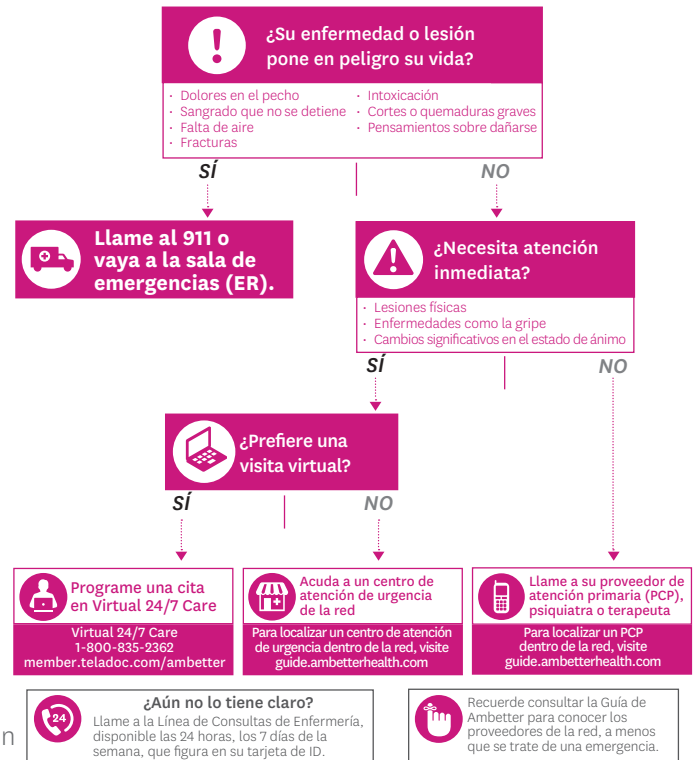 ¿Su enfermedad o lesión
pone en peligro su vida?
· Dolores en el pecho
· Sangrado que no se detiene
· Falta de aire
· Fracturas
· Intoxicación
· Cortes o quemaduras graves
· Pensamientos sobre dañarse
SÍ
NO
Llame al 911 o
vaya a la sala de
emergencias (ER).
¿Necesita atención
inmediata?
· Lesiones físicas
· Enfermedades como la gripe
· Cambios significativos en el estado de ánimo
SÍ
NO
¿Prefiere una
visita virtual?
SÍ
NO
Programe una cita
en Virtual 24/7 Care
Virtual 24/7 Care
1-800-835-2362
member.teladoc.com/ambetter
Acuda a un centro de
atención de urgencia
de la red
Para localizar un centro de atención
de urgencia dentro de la red, visite
guide.ambetterhealth.com
Llame a su proveedor de
atención primaria (PCP),
psiquiatra o terapeuta
Para localizar un PCP
dentro de la red, visite
guide.ambetterhealth.com
n
24
¿Aún no lo tiene claro?
Llame a la Línea de Consultas de Enfermería,
disponible las 24 horas, los 7 días de la
semana, que figura en su tarjeta de ID.
Recuerde consultar la Guía de
Ambetter para conocer los
proveedores de la red, a menos
que se trate de una emergencia.